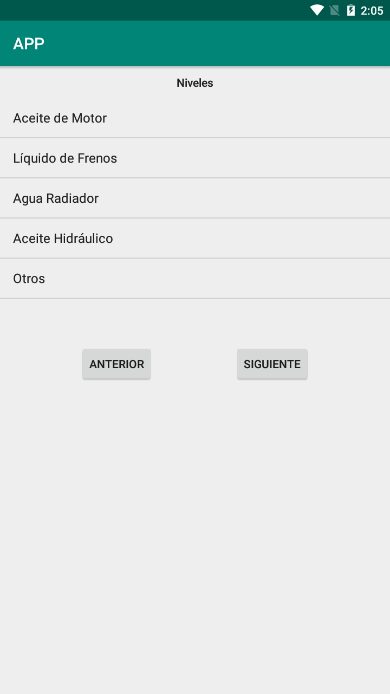 2:05
APP
Niveles
Aceite de Motor
Líquido de Frenos
Agua Radiador
Aceite Hidráulico
Otros
ANTERIOR SIGUIENTE